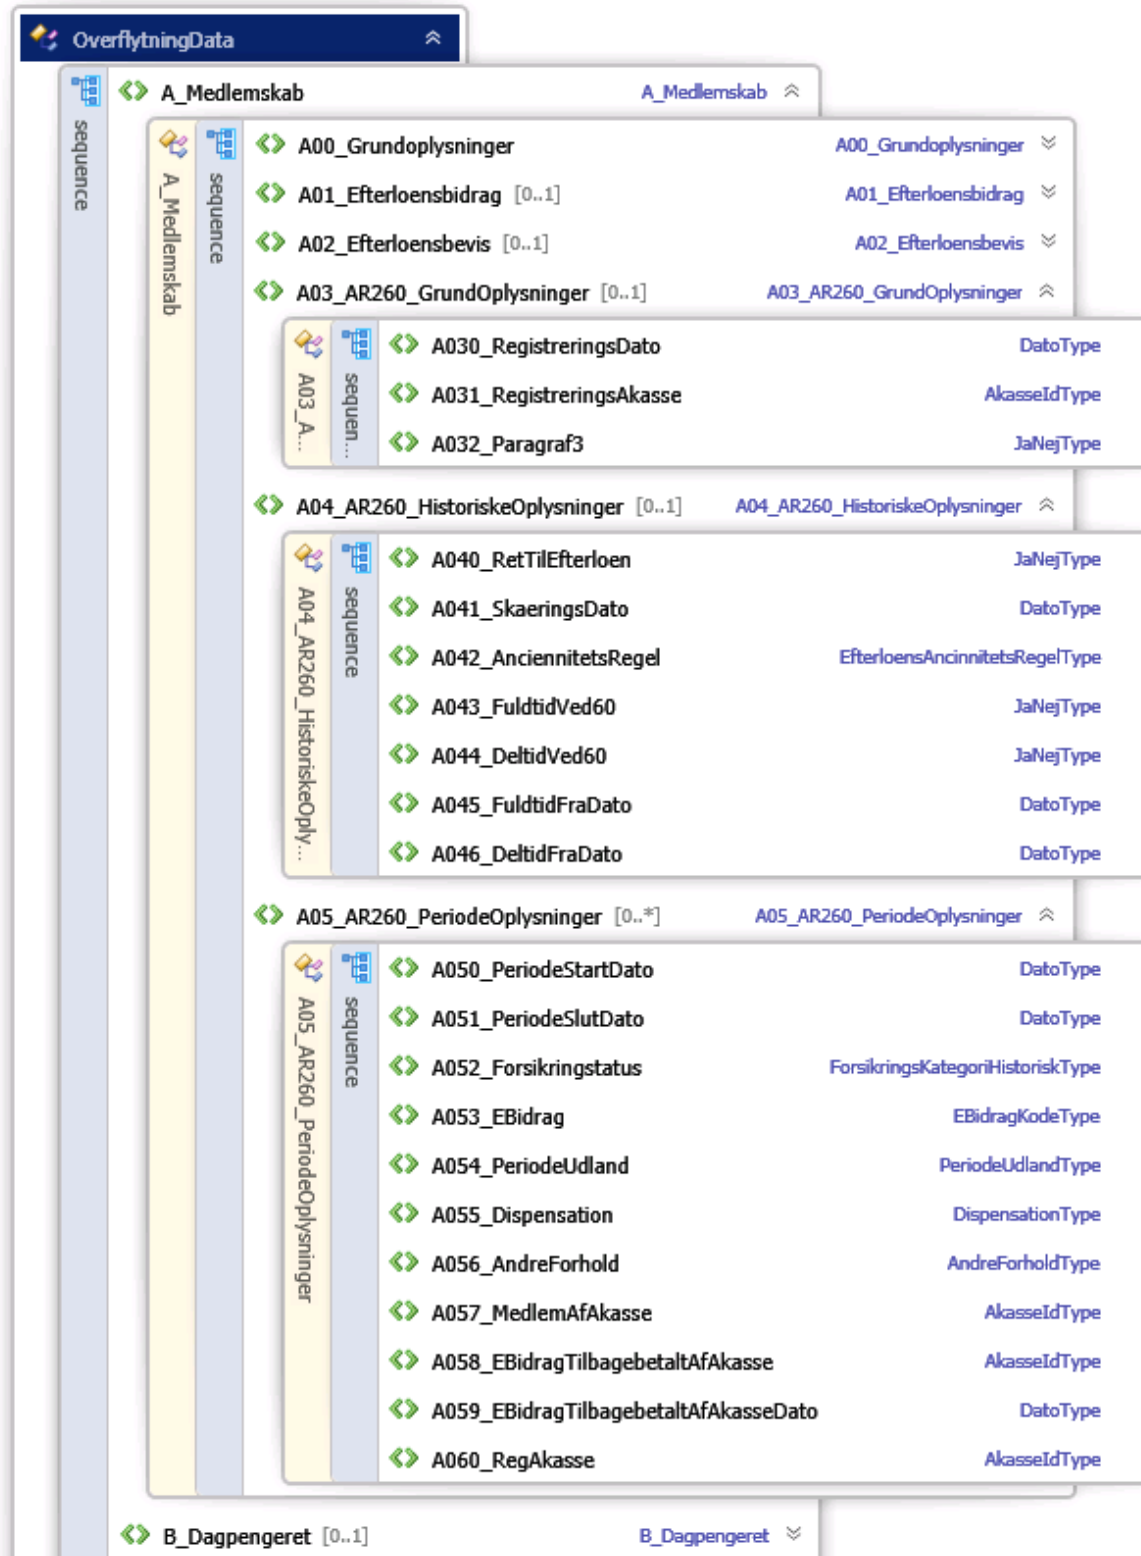 OverflytningData
sequence
A_Medlemskab A_Medlemskab
A_Medlemskab
sequence
A00_Grundoplysninger A00_Grundoplysninger
A01_Efterloensbidrag [0..1] A01_Efterloensbidrag
A02_Efterloensbevis [0..1] A02_Efterloensbevis
A03_AR260_GrundOplysninger [0..1] A03_AR260_GrundOplysninger
A03_A...
sequen...
A030_RegistreringsDato DatoType
A031_RegistreringsAkasse AkasseIdType
A032_Paragraf3 JaNejType
A04_AR260_HistoriskeOplysninger [0..1] A04_AR260_HistoriskeOplysninger
A04_AR260_HistoriskeOply...
sequence
A040_RetTilEfterloen JaNejType
A041_SkaeringsDato DatoType
A042_AnciennitetsRegel EfterloensAncinnitetsRegelType
A043_FuldtidVed60 JaNejType
A044_DeltidVed60 JaNejType
A045_FuldtidFraDato DatoType
A046_DeltidFraDato DatoType
A05_AR260_PeriodeOplysninger [0..*] A05_AR260_PeriodeOplysninger
A05_AR260_PeriodeOplysninger
sequence
A050_PeriodeStartDato DatoType
A051_PeriodeSlutDato DatoType
A052_Forsikringstatus ForsikringsKategoriHistoriskType
A053_EBidrag EBidragKodeType
A054_PeriodeUdland PeriodeUdlandType
A055_Dispensation DispensationType
A056_AndreForhold AndreForholdType
A057_MedlemAfAkasse AkasseIdType
A058_EBidragTilbagebetaltAfAkasse AkasseIdType
A059_EBidragTilbagebetaltAfAkasseDato DatoType
A060_RegAkasse AkasseIdType
B_Dagpengeret [0..1] B_Dagpengeret